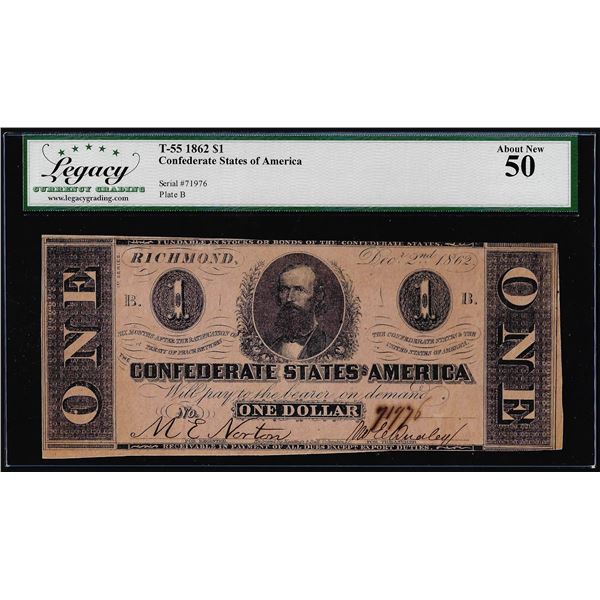 Legacy
CURRENCY GRADING
www.legacygrading.com
T-55 1862 $1
Confederate States of America
Serial #71976
Plate B
About New
50
FUNDABLE IN STOCKS OR BONDS OF THE CONFEDERATE STATES.
RICHMOND, Decr. 2nd 1862
B. 1 1 B.
SIX MONTHS AFTER THE RATIFICATION OF A THE CONFEDERATE STATES & THE
TREATY OF PEACE BETWEEN UNITED STATES OF AMERICA,
THE
CONFEDERATE STATES OF AMERICA
Will pay to the bearer on demand
No. ONE DOLLAR 71976
M. E. Norton
RECEIVABLE IN PAYMENT OF ALL DUES EXCEPT EXPORT DUTIES.
ONE
ONE